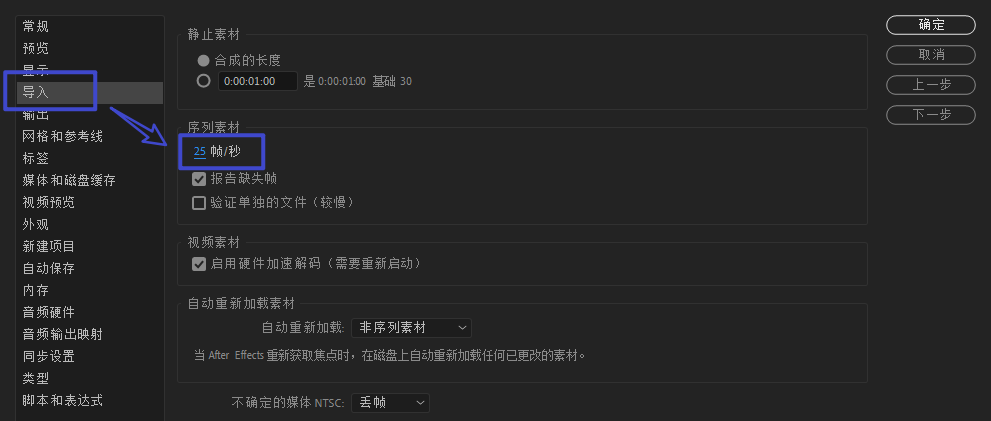 常规
预览
显示
导入
输出
网格和参考线
标签
媒体和磁盘缓存
视频预览
外观
新建项目
自动保存
内存
音频硬件
音频输出映射
同步设置
类型
脚本和表达式
静止素材
合成的长度
0:00:01:00 是 0:00:01:00 基础 30
序列素材
25 帧/秒
报告缺失帧
验证单独的文件（较慢）
视频素材
启用硬件加速解码（需要重新启动）
自动重新加载素材
自动重新加载: 非序列素材
当 After Effects 重新获取焦点时，在磁盘上自动重新加载任何已更改的素材。
不确定的媒体 NTSC: 丢帧
确定
取消
上一步
下一步